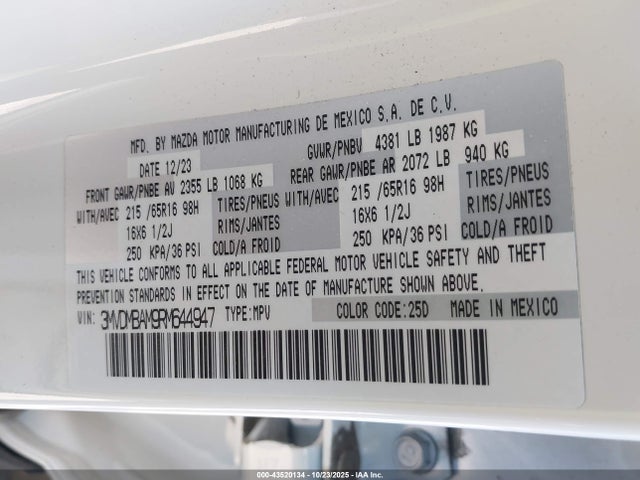 MFD. BY MAZDA MOTOR MANUFACTURING DE MEXICO S.A. DE C.V.
DATE 12/23 GVWR/PNBV 4381 LB 1987 KG
FRONT GAWR/PNBE AV 2355 LB 1068 KG REAR GAWR/PNBE AR 2072 LB 940 KG
WITH/AVEC 215 /65R16 98H TIRES/PNEUS WITH/AVEC 215 /65R16 98H TIRES/PNEUS
16X6 1/2J RIMS/JANTES 16X6 1/2J RIMS/JANTES
250 KPA/36 PSI COLD/A FROID 250 KPA/36 PSI COLD/A FROID
THIS VEHICLE CONFORMS TO ALL APPLICABLE FEDERAL MOTOR VEHICLE SAFETY AND THEFT
PREVENTION STANDARDS IN EFFECT ON THE DATE OF MANUFACTURE SHOWN ABOVE.
VIN: 3MVDMBAM9RM644947 TYPE:MPV COLOR CODE:25D MADE IN MEXICO
000-43520134 - 10/23/2025 - IAA Inc.